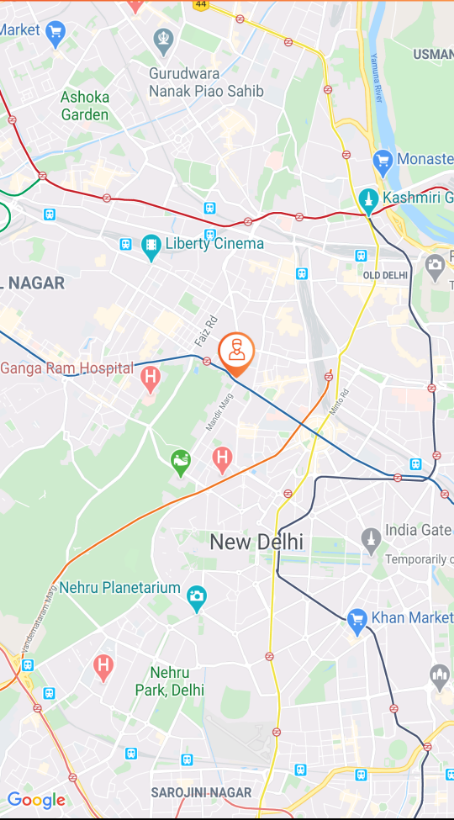 44
Market
USMAN
Gurudwara
Nanak Piao Sahib
Yamuna River
Ashoka
Garden
Monaste
Kashmiri G
Liberty Cinema
OLD DELHI
L NAGAR
Faiz Rd
Ganga Ram Hospital
H
Mandir Marg
Minto Rd
H
India Gate
New Delhi
Temporarily c
Nehru Planetarium
Khan Market
Vandemataram Marg
H
Nehru
Park, Delhi
SAROJINI NAGAR
Google